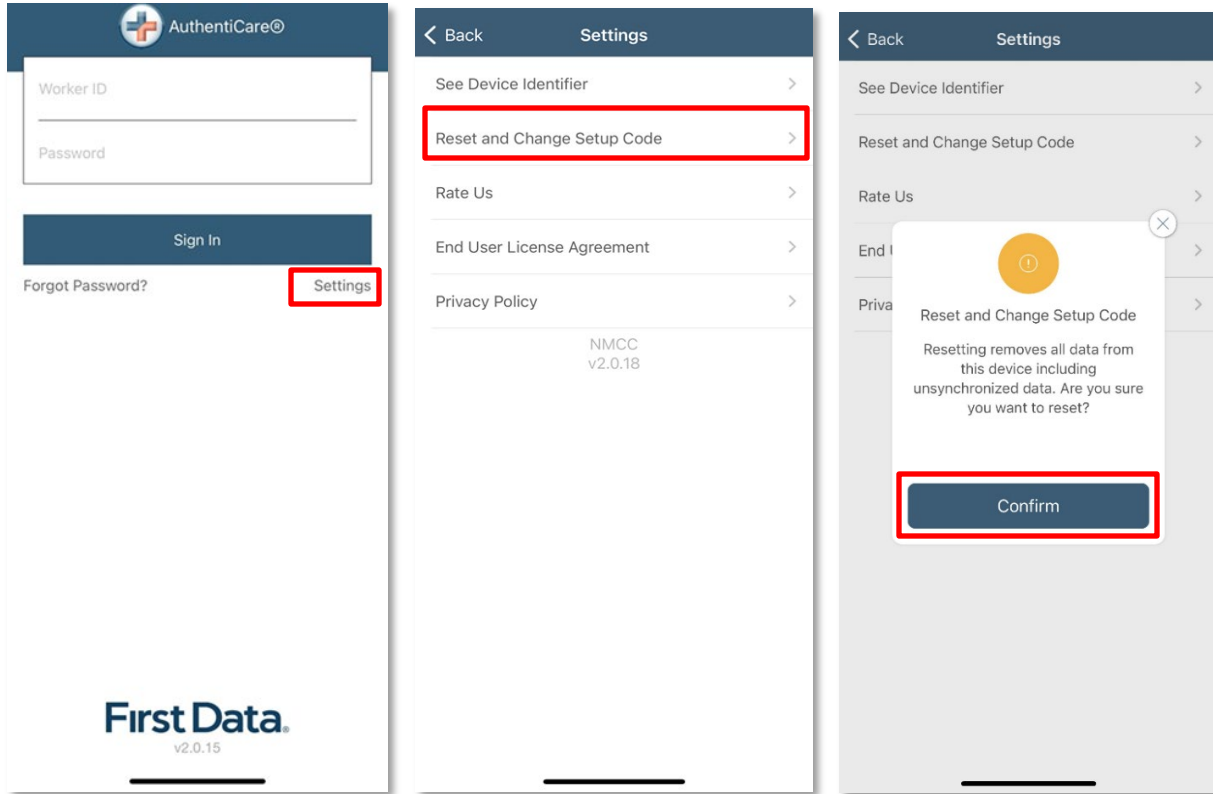 AuthentiCare®
Worker ID
Password
Sign In
Forgot Password?
Settings
First Data®
v2.0.15
Back
Settings
See Device Identifier
Reset and Change Setup Code
Rate Us
End User License Agreement
Privacy Policy
NMCC
v2.0.18
Back
Settings
See Device Identifier
Reset and Change Setup Code
Rate Us
End
Priva
Reset and Change Setup Code
Resetting removes all data from
this device including
unsynchronized data. Are you sure
you want to reset?
Confirm